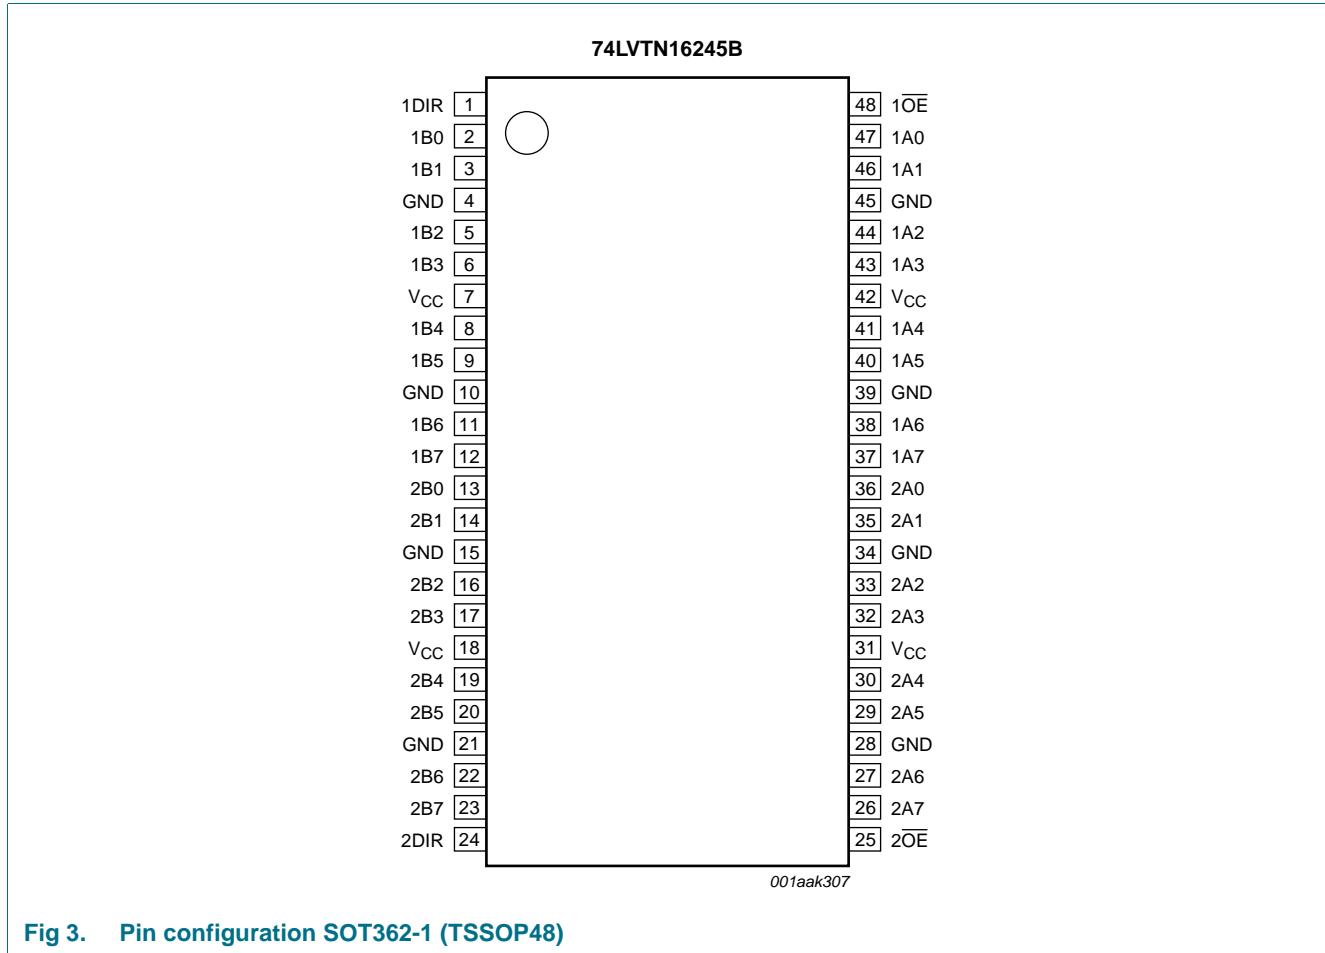 74LVTN16245B
1DIR 1 48 1O̅E̅
1B0 2 47 1A0
1B1 3 46 1A1
GND 4 45 GND
1B2 5 44 1A2
1B3 6 43 1A3
VCC 7 42 VCC
1B4 8 41 1A4
1B5 9 40 1A5
GND 10 39 GND
1B6 11 38 1A6
1B7 12 37 1A7
2B0 13 36 2A0
2B1 14 35 2A1
GND 15 34 GND
2B2 16 33 2A2
2B3 17 32 2A3
VCC 18 31 VCC
2B4 19 30 2A4
2B5 20 29 2A5
GND 21 28 GND
2B6 22 27 2A6
2B7 23 26 2A7
2DIR 24 25 2O̅E̅
001aak307
Fig 3. Pin configuration SOT362-1 (TSSOP48)